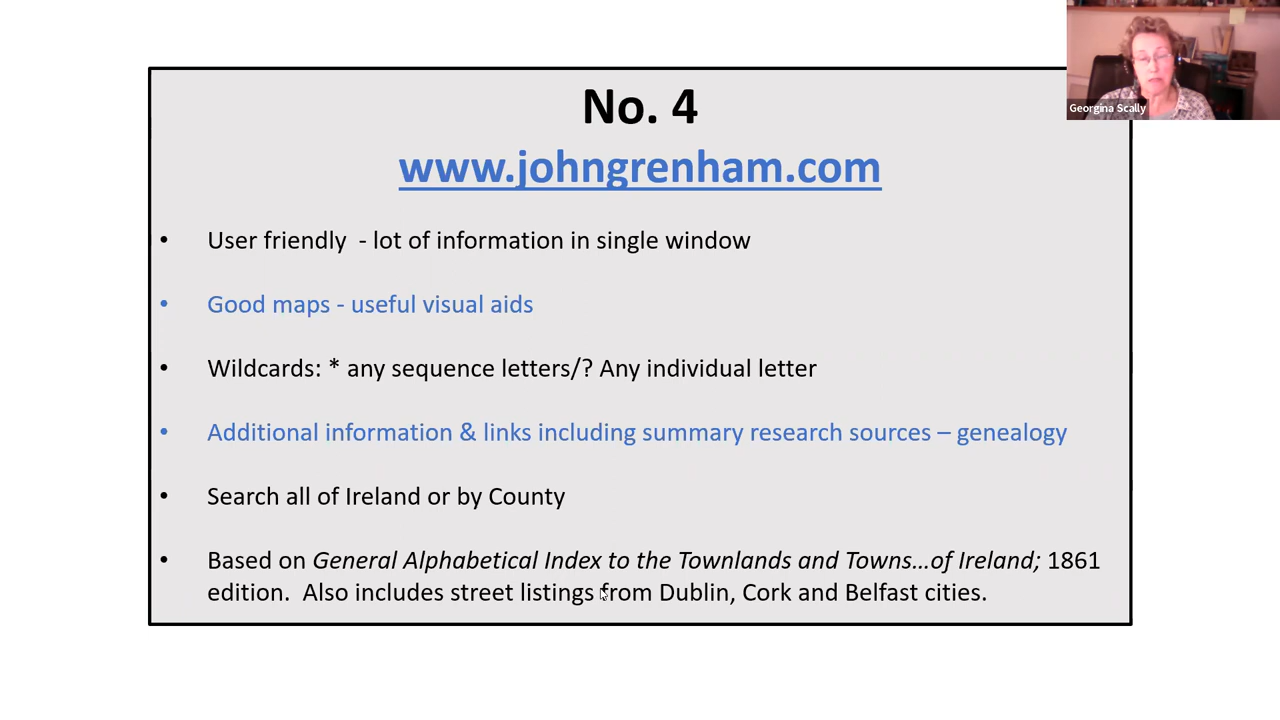 No. 4
www.johngrenham.com
Georgina Scally
• User friendly  - lot of information in single window
• Good maps - useful visual aids
• Wildcards: * any sequence letters/? Any individual letter
• Additional information & links including summary research sources – genealogy
• Search all of Ireland or by County
• Based on General Alphabetical Index to the Townlands and Towns...of Ireland; 1861
edition.  Also includes street listings from Dublin, Cork and Belfast cities.